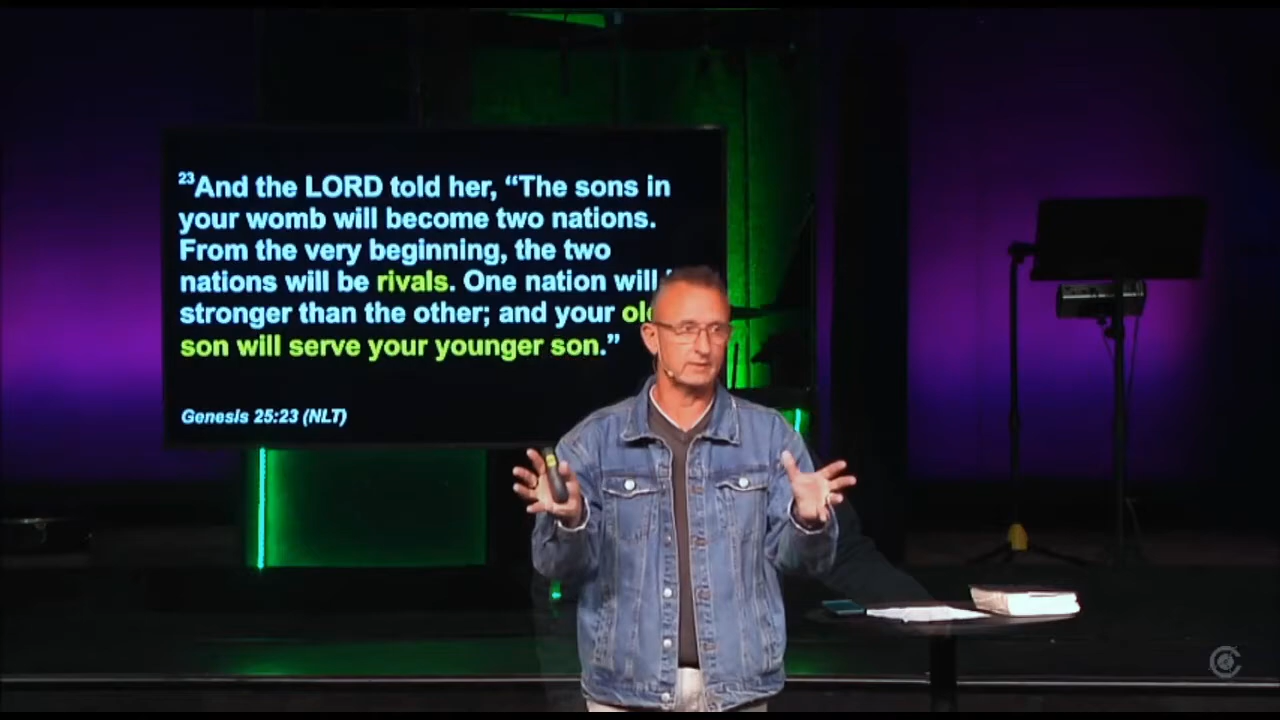 23And the LORD told her, “The sons in
your womb will become two nations.
From the very beginning, the two
nations will be rivals. One nation will
stronger than the other; and your
son will serve your younger son.”
Genesis 25:23 (NLT)